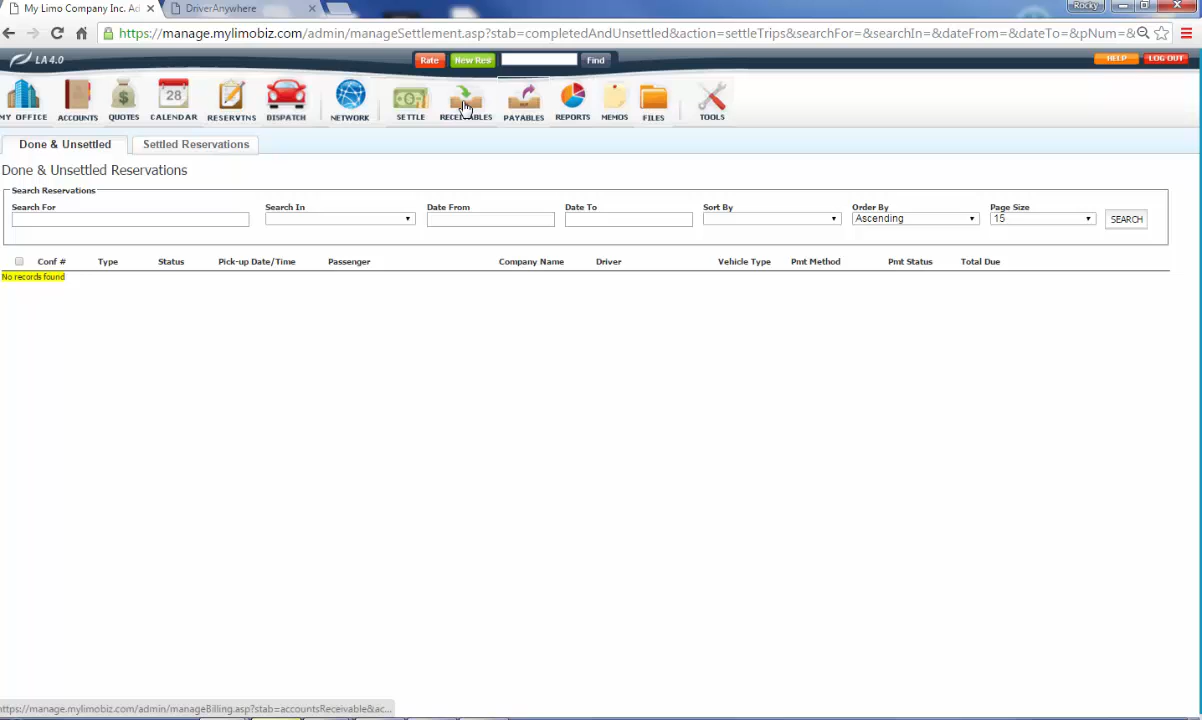 My Limo Company Inc. Ad
DriverAnywhere
Rocky
https://manage.mylimobiz.com/admin/manageSettlement.asp?stab=completedAndUnsettled&action=settleTrips&searchFor=&searchIn=&dateFrom=&dateTo=&pNum=&
LA 4.0
Rate
New Res
Find
HELP
LOG OUT
28
MY OFFICE
ACCOUNTS
QUOTES
CALENDAR
RESERVTNS
DISPATCH
NETWORK
SETTLE
RECEIVABLES
PAYABLES
REPORTS
MEMOS
FILES
TOOLS
Done & Unsettled
Settled Reservations
Done & Unsettled Reservations
Search Reservations
Search For
Search In
Date From
Date To
Sort By
Order By
Page Size
Ascending
15
SEARCH
Conf #
Type
Status
Pick-up Date/Time
Passenger
Company Name
Driver
Vehicle Type
Pmt Method
Pmt Status
Total Due
No records found
https://manage.mylimobiz.com/admin/manageBilling.asp?stab=accountsReceivable&ac...